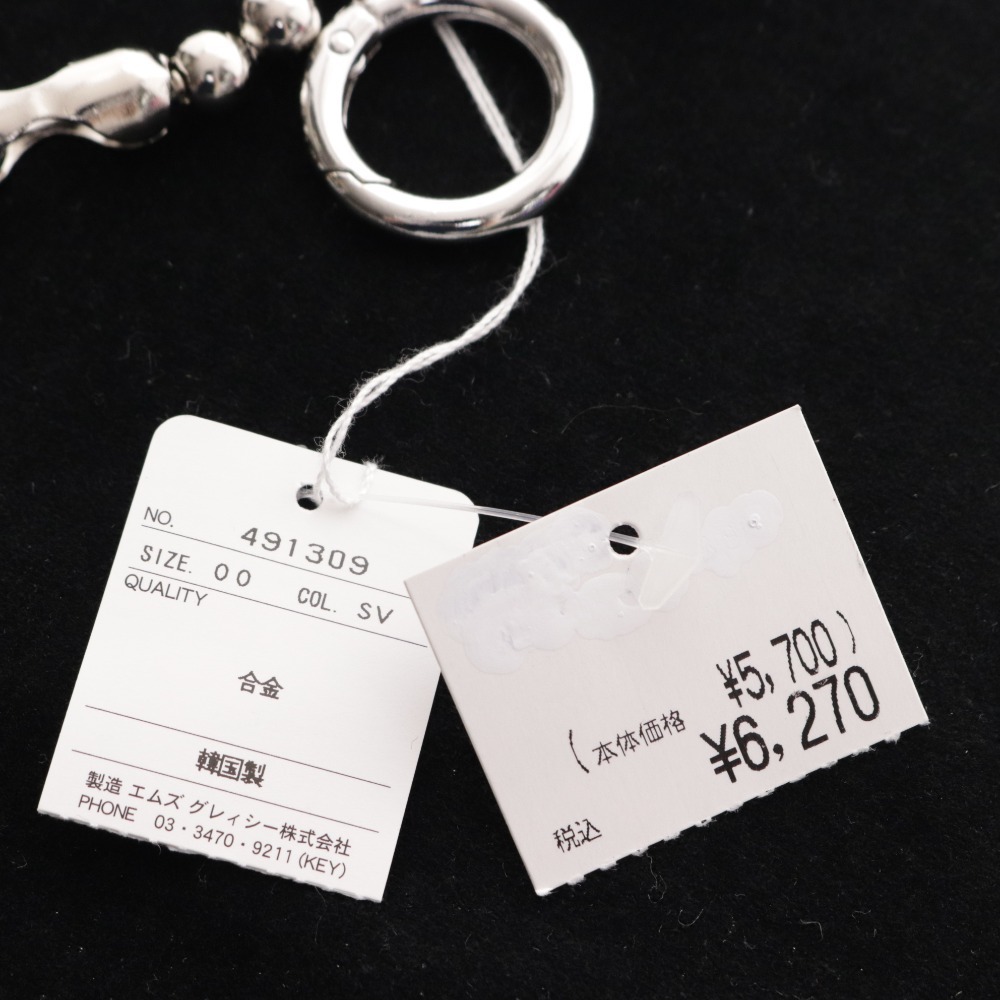 NO. 491309
SIZE. 00 COL. SV
QUALITY
合金
韓国製
製造 エムズ グレィシー株式会社
PHONE 03・3470・9211(KEY)
(本体価格 ¥5,700)
税込 ¥6,270